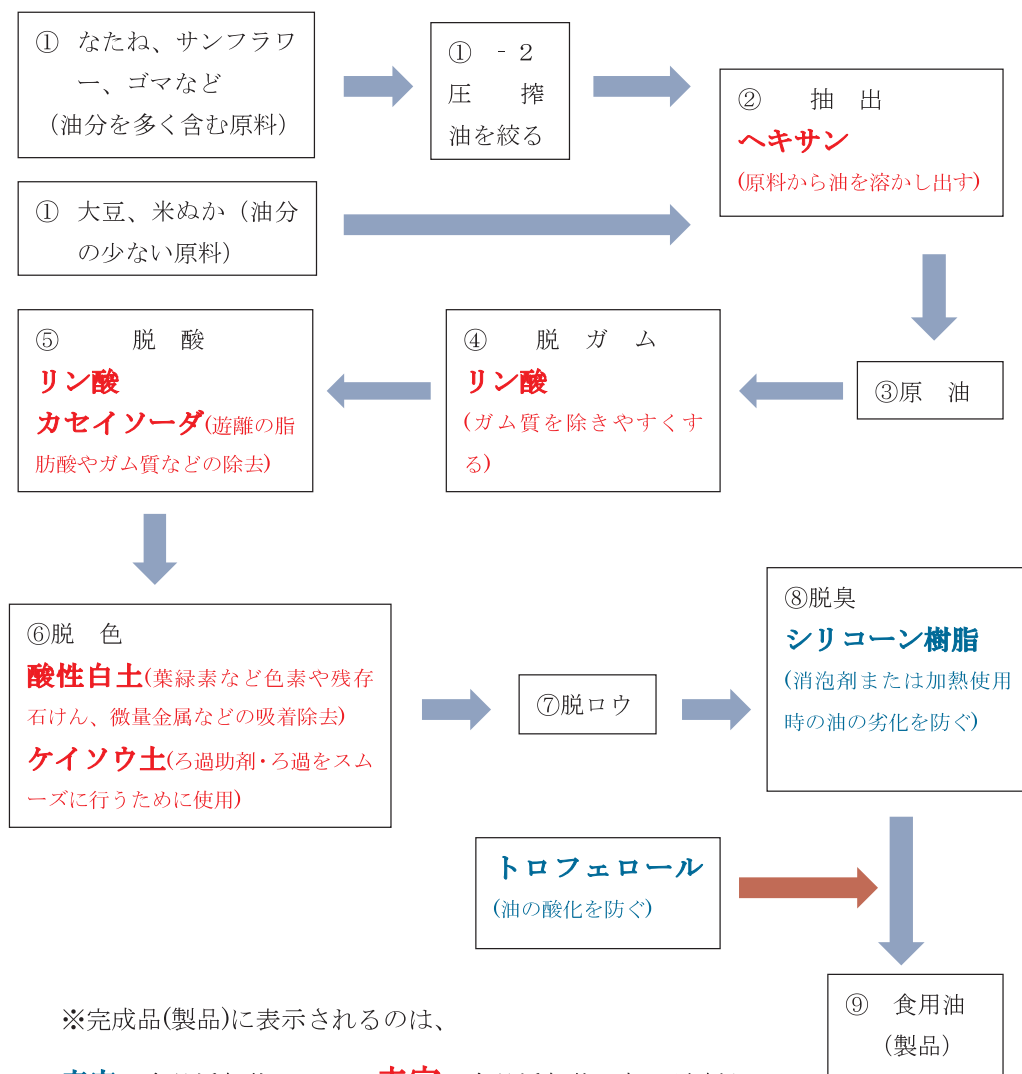 ① なたね、サンフラワ
ー、ゴマなど
（油分を多く含む原料）
① - 2
圧 搾
油を絞る
② 抽 出
ヘキサン
(原料から油を溶かし出す)
① 大豆、米ぬか（油分
の少ない原料）
③原 油
④ 脱 ガ ム
リン酸
(ガム質を除きやすくす
る)
⑤ 脱 酸
リン酸
カセイソーダ(遊離の脂
肪酸やガム質などの除去)
⑥脱 色
酸性白土(葉緑素など色素や残存
石けん、微量金属などの吸着除去)
ケイソウ土(ろ過助剤・ろ過をスム
ーズに行うために使用)
⑦脱ロウ
⑧脱臭
シリコーン樹脂
(消泡剤または加熱使用
時の油の劣化を防ぐ)
トロフェロール
(油の酸化を防ぐ)
⑨ 食用油
（製品）
※完成品(製品)に表示されるのは、